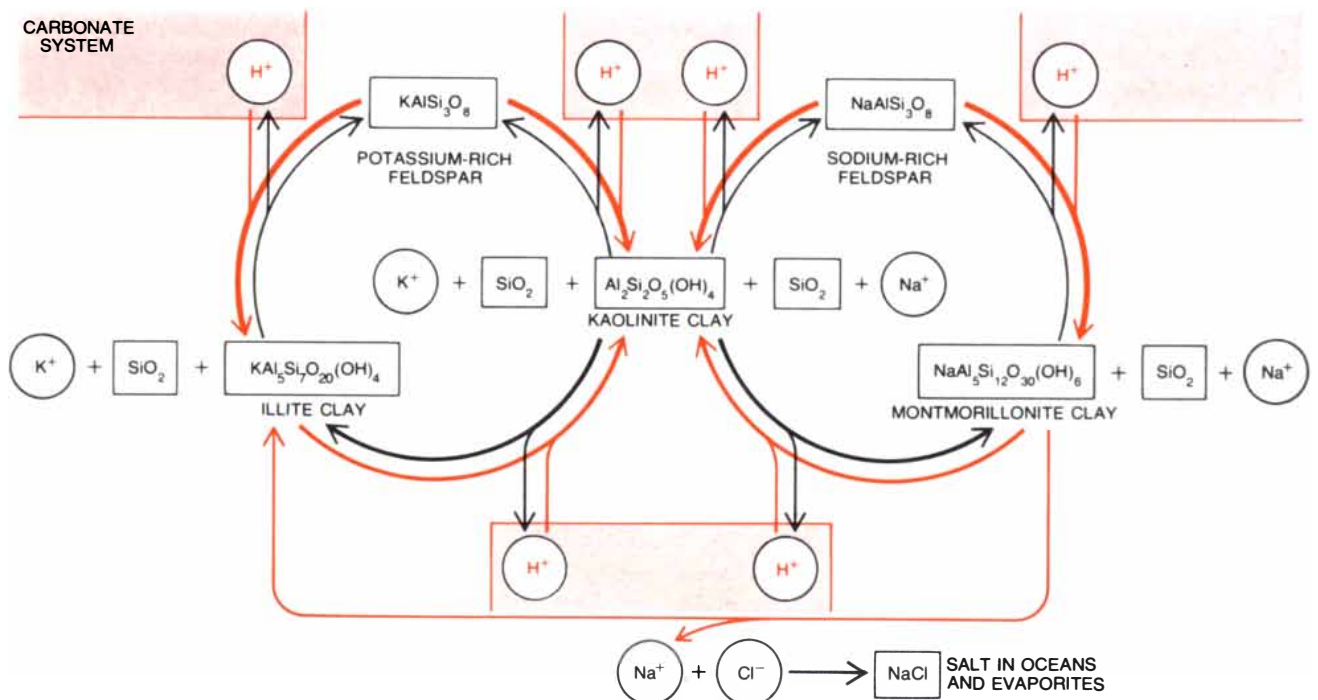 CARBONATE
SYSTEM
H⁺
H⁺
H⁺
H⁺
KAlSi₃O₈
NaAlSi₃O₈
POTASSIUM-RICH
FELDSPAR
SODIUM-RICH
FELDSPAR
K⁺ + SiO₂ + Al₂Si₂O₅(OH)₄ + SiO₂ + Na⁺
KAOLINITE CLAY
K⁺ + SiO₂ + KAl₅Si₇O₂₀(OH)₄
ILLITE CLAY
NaAl₅Si₁₂O₃₀(OH)₆ + SiO₂ + Na⁺
MONTMORILLONITE CLAY
H⁺
H⁺
Na⁺ + Cl⁻
NaCl
SALT IN OCEANS
AND EVAPORITES